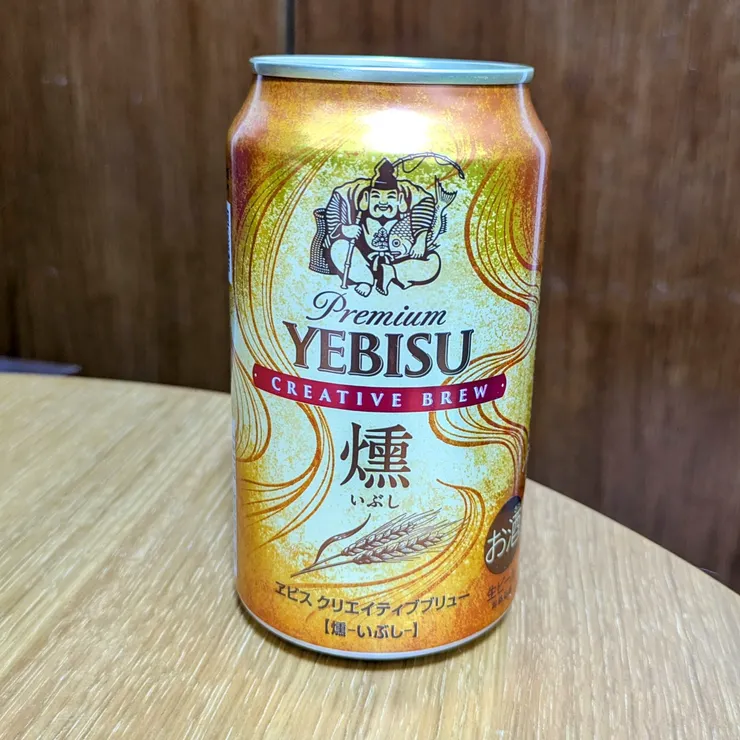 Premium
YEBISU
CREATIVE BREW
燻
いぶし
お酒
ヱビス クリエイティブブリュー
【燻-いぶし-】